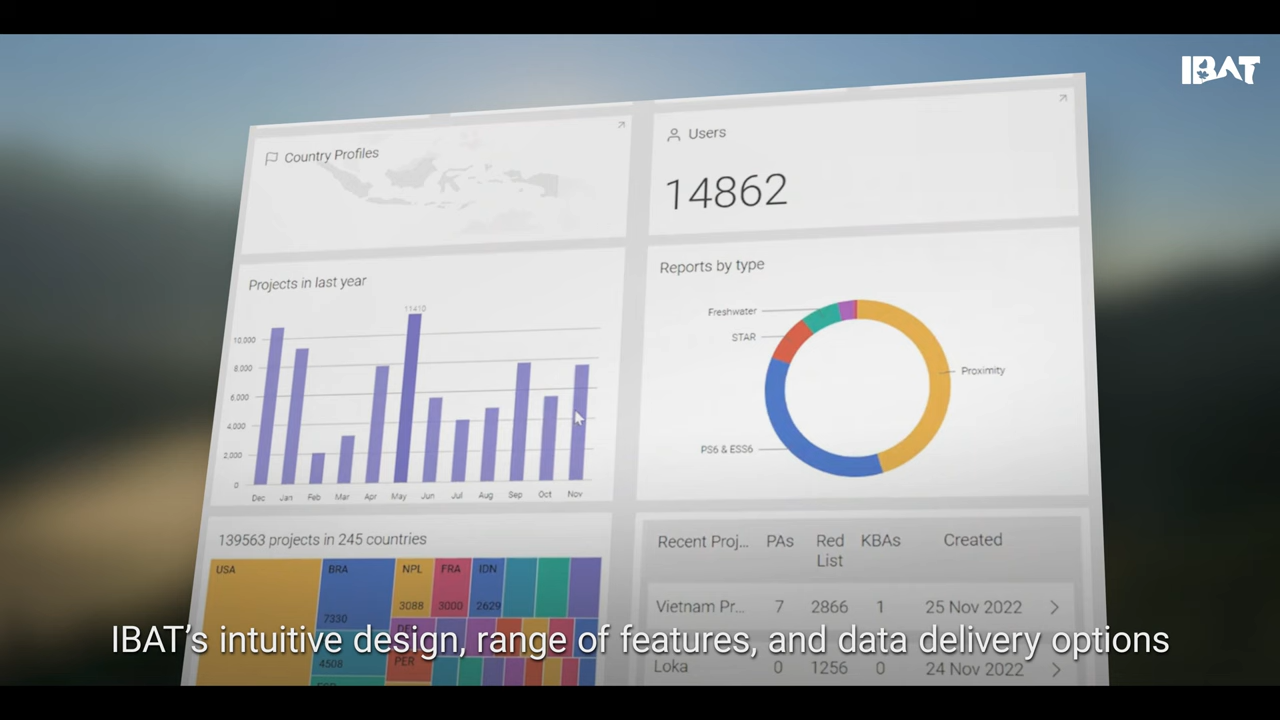 IBAT
Country Profiles
Users
14862
Projects in last year
11410
10,000
8,000
6,000
4,000
2,000
0
Dec Jan Feb Mar Apr May Jun Jul Aug Sep Oct Nov
Reports by type
Freshwater
STAR
Proximity
PS6 & ESS6
139563 projects in 245 countries
USA BRA NPL FRA IDN
7330 3088 3000 2629
4508 PER
Recent Proj... PAs Red List KBAs Created
Vietnam Pr... 7 2866 1 25 Nov 2022
Loka 0 1256 0 24 Nov 2022
IBAT's intuitive design, range of features, and data delivery options